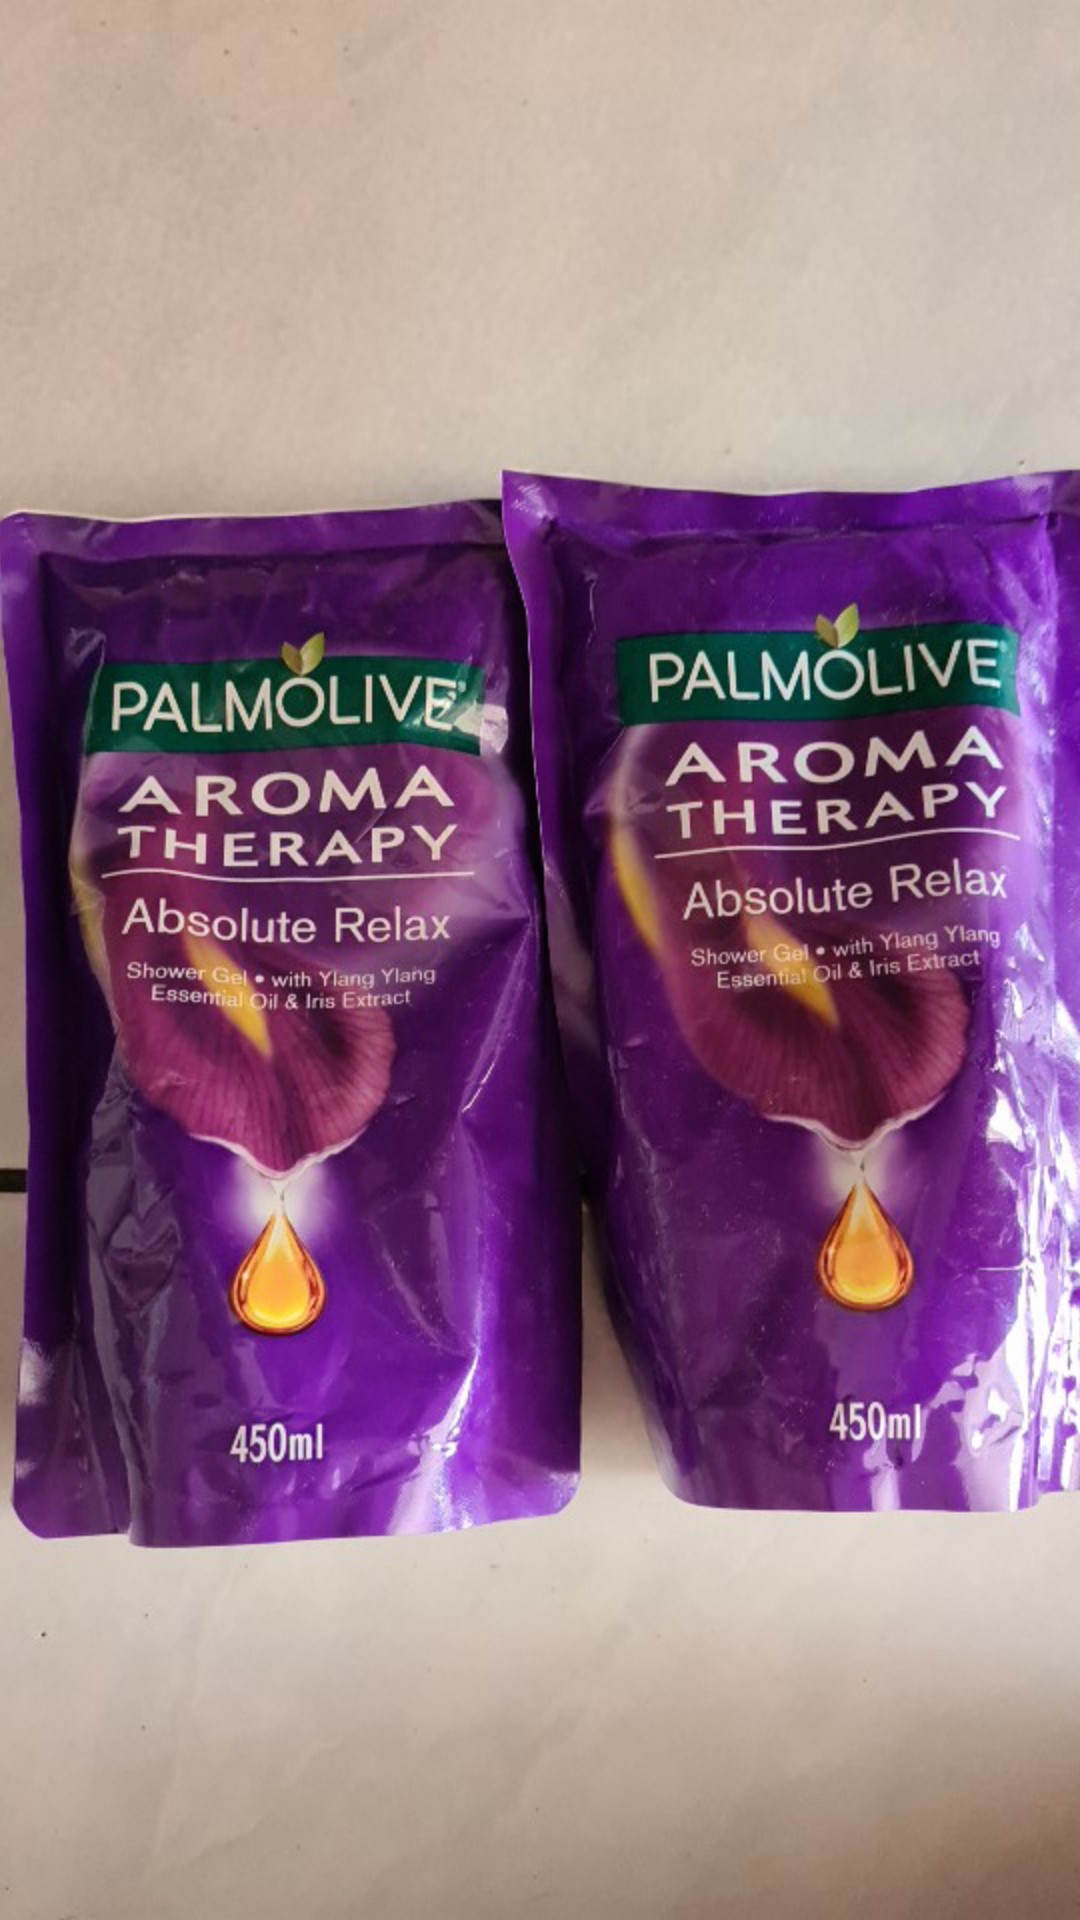 PALMOLIVE
AROMA
THERAPY
Absolute Relax
Shower Gel • with Ylang Ylang
Essential Oil & Iris Extract
450ml
PALMOLIVE
AROMA
THERAPY
Absolute Relax
Shower Gel • with Ylang Ylang
Essential Oil & Iris Extract
450ml